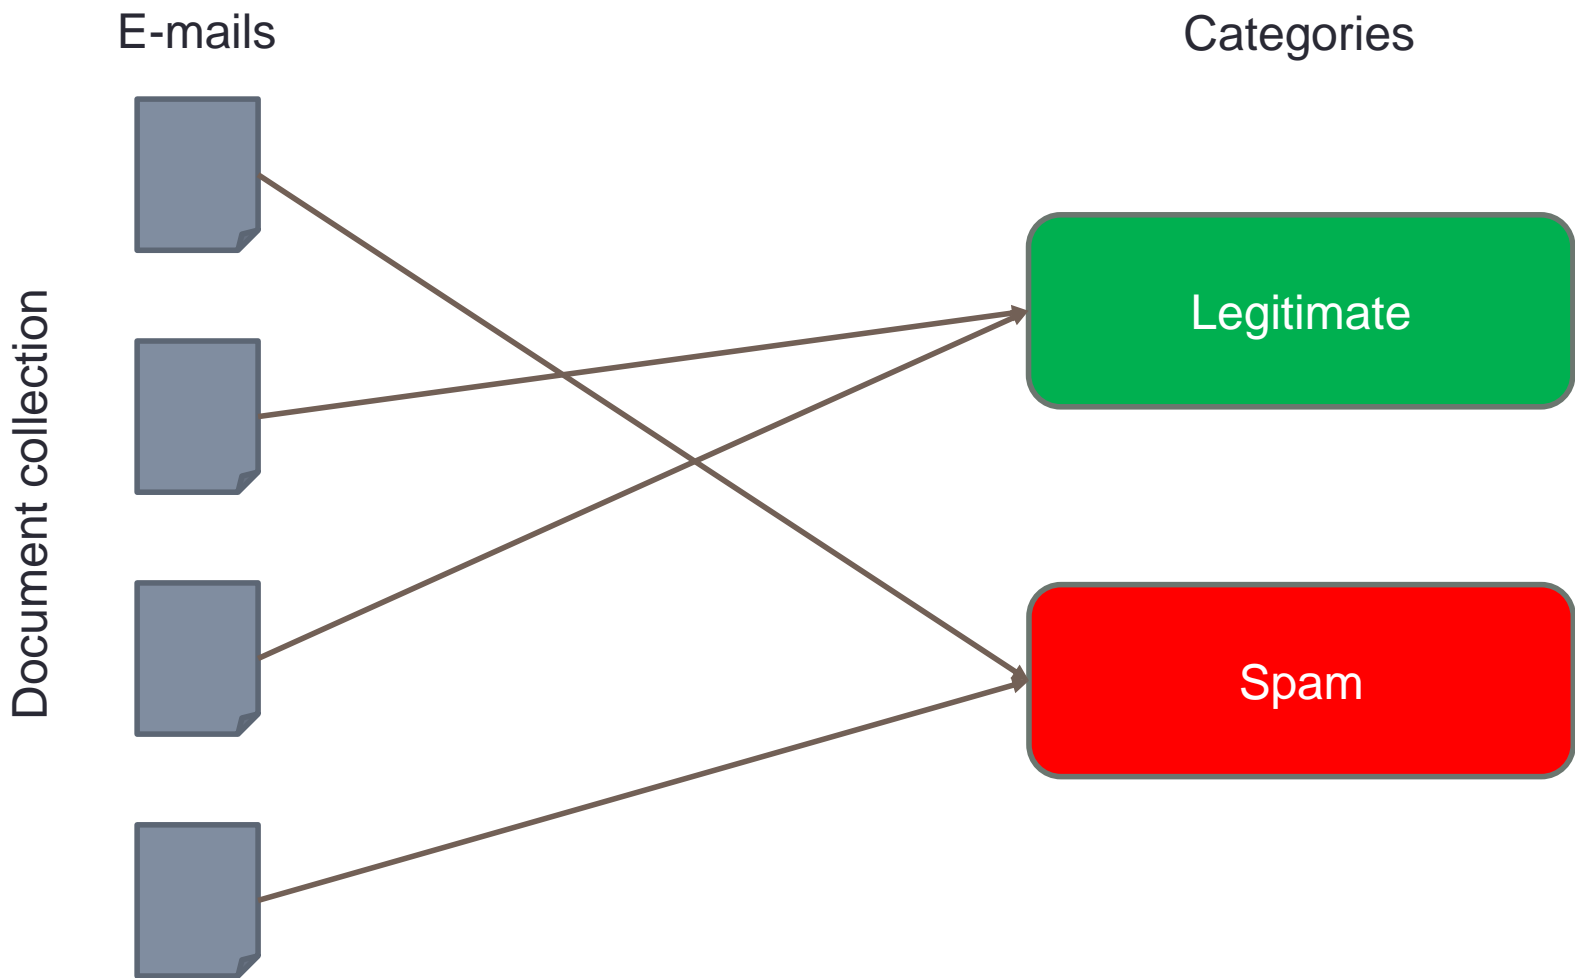 E-mails
Categories
Document collection
Legitimate
Spam